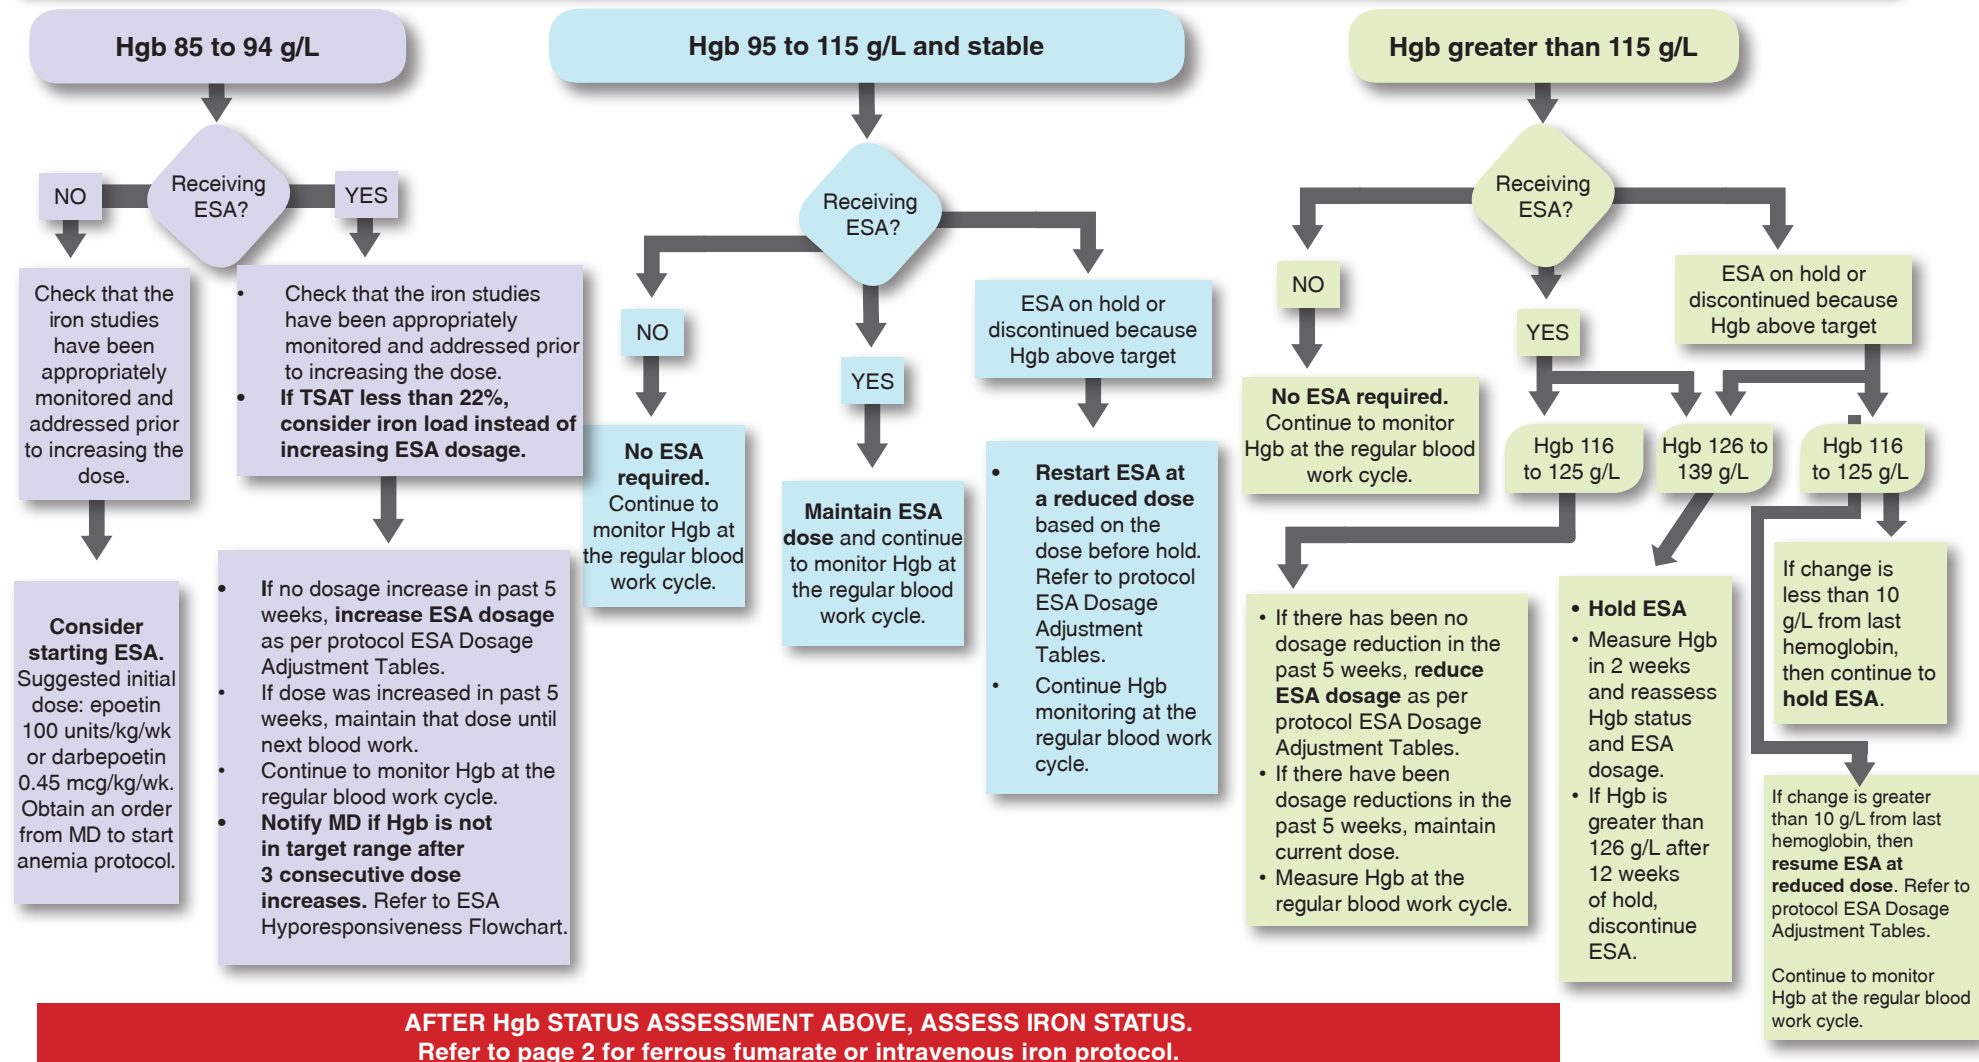 Hgb 85 to 94 g/L
Receiving
ESA?
NO
YES
Check that the
iron studies
have been
appropriately
monitored and
addressed prior
to increasing the
dose.
Consider
starting ESA.
Suggested initial
dose: epoetin
100 units/kg/wk
or darbepoetin
0.45 mcg/kg/wk.
Obtain an order
from MD to start
anemia protocol.
• Check that the iron studies
have been appropriately
monitored and addressed prior
to increasing the dose.
• If TSAT less than 22%,
consider iron load instead of
increasing ESA dosage.
• If no dosage increase in past 5
weeks, increase ESA dosage
as per protocol ESA Dosage
Adjustment Tables.
• If dose was increased in past 5
weeks, maintain that dose until
next blood work.
• Continue to monitor Hgb at the
regular blood work cycle.
• Notify MD if Hgb is not
in target range after
3 consecutive dose
increases. Refer to ESA
Hyporesponsiveness Flowchart.
Hgb 95 to 115 g/L and stable
Receiving
ESA?
NO
No ESA
required.
Continue to
monitor Hgb at
the regular blood
work cycle.
YES
Maintain ESA
dose and continue
to monitor Hgb at
the regular blood
work cycle.
ESA on hold or
discontinued because
Hgb above target
• Restart ESA at
a reduced dose
based on the
dose before hold.
Refer to protocol
ESA Dosage
Adjustment
Tables.
• Continue Hgb
monitoring at the
regular blood work
cycle.
Hgb greater than 115 g/L
Receiving
ESA?
NO
No ESA required.
Continue to monitor
Hgb at the regular blood
work cycle.
YES
Hgb 116
to 125 g/L
Hgb 126 to
139 g/L
• If there has been no
dosage reduction in the
past 5 weeks, reduce
ESA dosage as per
protocol ESA Dosage
Adjustment Tables.
• If there have been
dosage reductions in the
past 5 weeks, maintain
current dose.
• Measure Hgb at the
regular blood work cycle.
• Hold ESA
• Measure Hgb
in 2 weeks
and reassess
Hgb status
and ESA
dosage.
• If Hgb is
greater than
126 g/L after
12 weeks
of hold,
discontinue
ESA.
ESA on hold or
discontinued because
Hgb above target
Hgb 116
to 125 g/L
If change is
less than 10
g/L from last
hemoglobin,
then continue to
hold ESA.
If change is greater
than 10 g/L from last
hemoglobin, then
resume ESA at
reduced dose. Refer to
protocol ESA Dosage
Adjustment Tables.
Continue to monitor
Hgb at the regular blood
work cycle.
AFTER Hgb STATUS ASSESSMENT ABOVE, ASSESS IRON STATUS.
Refer to page 2 for ferrous fumarate or intravenous iron protocol.